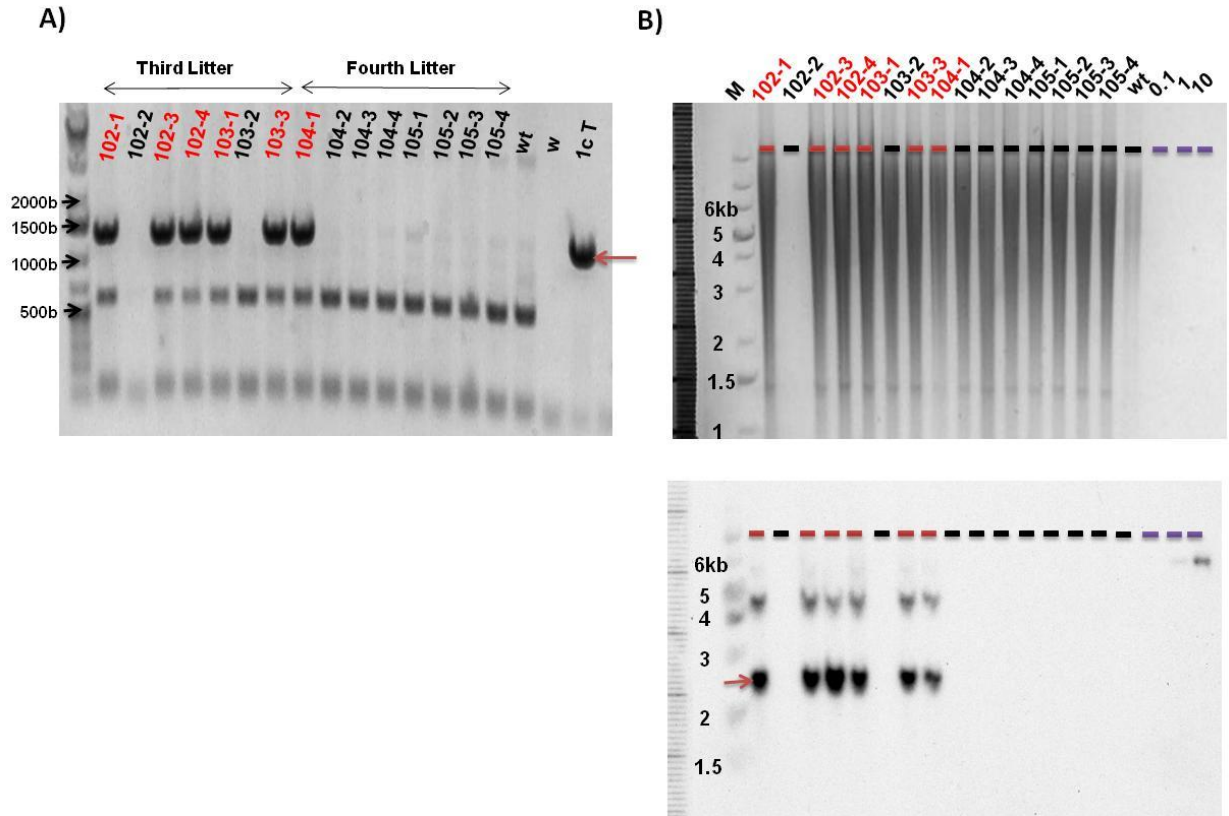 A)
Third Litter Fourth Litter
102-1 102-2 102-3 102-4 103-1 103-2 103-3 104-1 104-2 104-3 104-4 105-1 105-2 105-3 105-4 wt w 1c T
2000b
1500b
1000b
500b
B)
M 102-1 102-2 102-3 102-4 103-1 103-2 103-3 104-1 104-2 104-3 104-4 105-1 105-2 105-3 105-4 wt 0.1 1 10
6kb
5
4
3
2
1.5
1
6kb
5
4
3
2
1.5